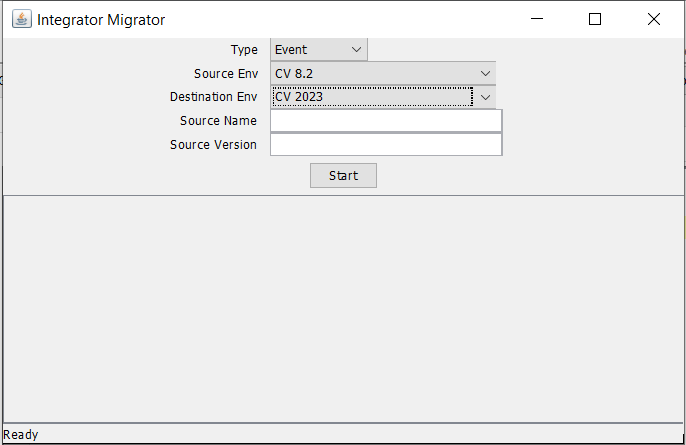 Integrator Migrator
Type Event
Source Env CV 8.2
Destination Env CV 2023
Source Name
Source Version
Start
Ready